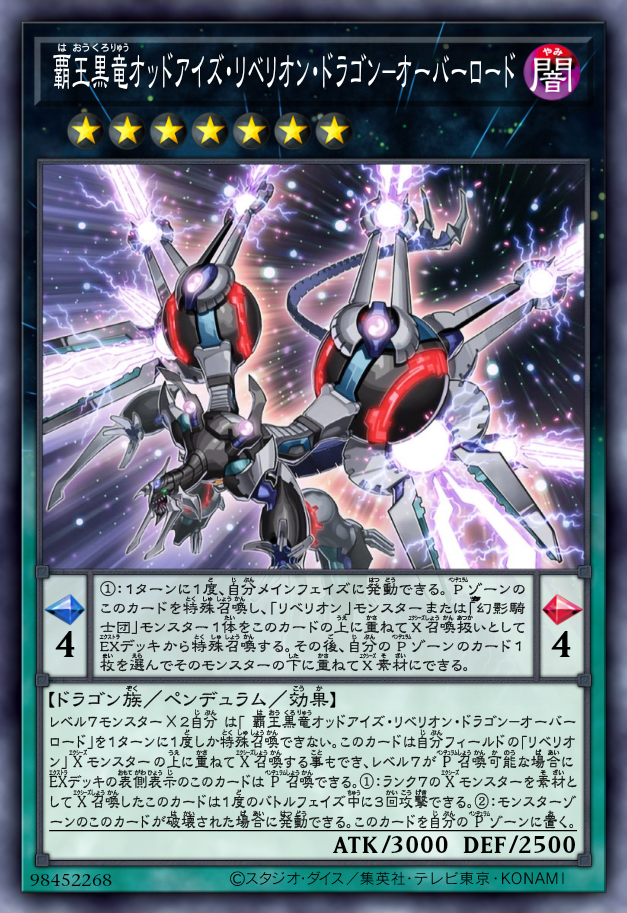 覇王黒竜オッドアイズ・リベリオン・ドラゴン－オーバーロード
闇
①：1ターンに1度、自分メインフェイズに発動できる。Pゾーンの
このカードを特殊召喚し、「リベリオン」モンスターまたは「幻影騎
士団」モンスター1体をこのカードの上に重ねてX召喚扱いとして
EXデッキから特殊召喚する。その後、自分のPゾーンのカード1
枚を選んでそのモンスターの下に重ねてX素材にできる。
4
4
【ドラゴン族／ペンデュラム／効果】
レベル7モンスター×2自分 は「 覇王黒竜オッドアイズ・リベリオン・ドラゴン－オーバー
ロード」を1ターンに1度しか特殊召喚できない。このカードは自分フィールドの「リベリオ
ン」Xモンスターの上に重ねてX召喚する事もでき、レベル7がP召喚可能な場合に
EXデッキの表側表示のこのカードはP召喚できる。①：ランク7のXモンスターを素材と
してX召喚したこのカードは1度のバトルフェイズ中に3回攻撃できる。②：モンスターゾ
ーンのこのカードが破壊された場合に発動できる。このカードを自分のPゾーンに置く。
ATK/3000 DEF/2500
98452268
©スタジオ・ダイス／集英社・テレビ東京・KONAMI